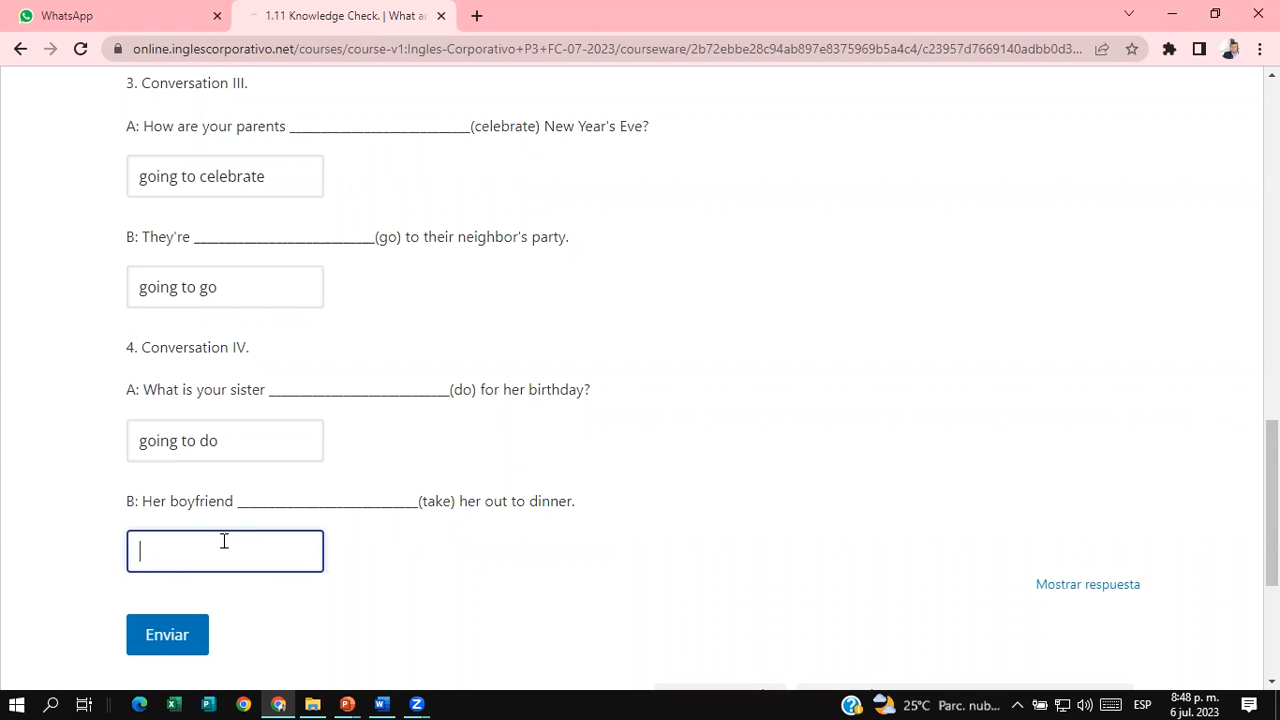 WhatsApp
1.11 Knowledge Check. | What a
online.inglescorporativo.net/courses/course-v1:Ingles-Corporativo+P3+FC-07-2023/courseware/2b72ebbe28c94ab897e8375969b5a4c4/c23957d7669140adbb0d3...
3. Conversation III.
A: How are your parents ___________________________(celebrate) New Year's Eve?
going to celebrate
B: They're ___________________________(go) to their neighbor's party.
going to go
4. Conversation IV.
A: What is your sister ___________________________(do) for her birthday?
going to do
B: Her boyfriend ___________________________(take) her out to dinner.
Mostrar respuesta
Enviar
25°C Parc. nub...
ESP
8:48 p. m.
6 jul. 2023